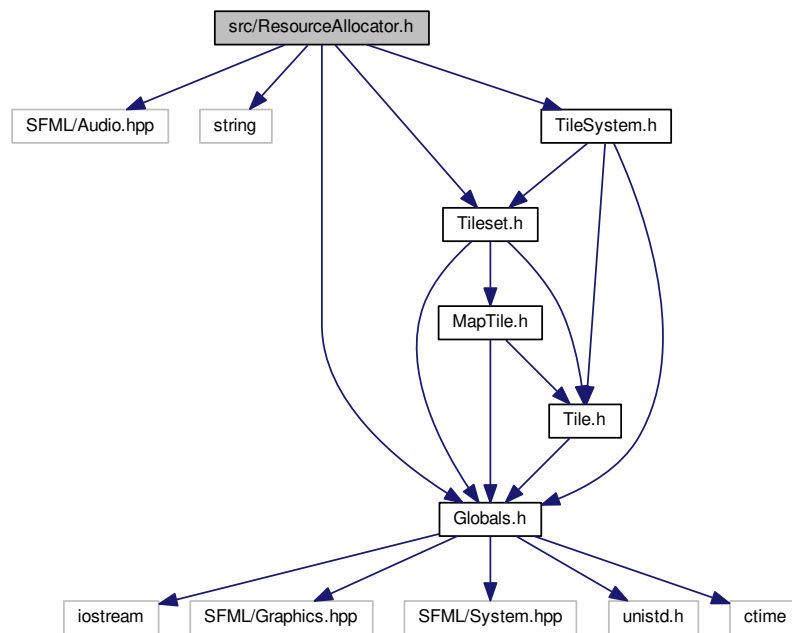 src/ResourceAllocator.h
SFML/Audio.hpp
string
TileSystem.h
Tileset.h
MapTile.h
Tile.h
Globals.h
iostream
SFML/Graphics.hpp
SFML/System.hpp
unistd.h
ctime